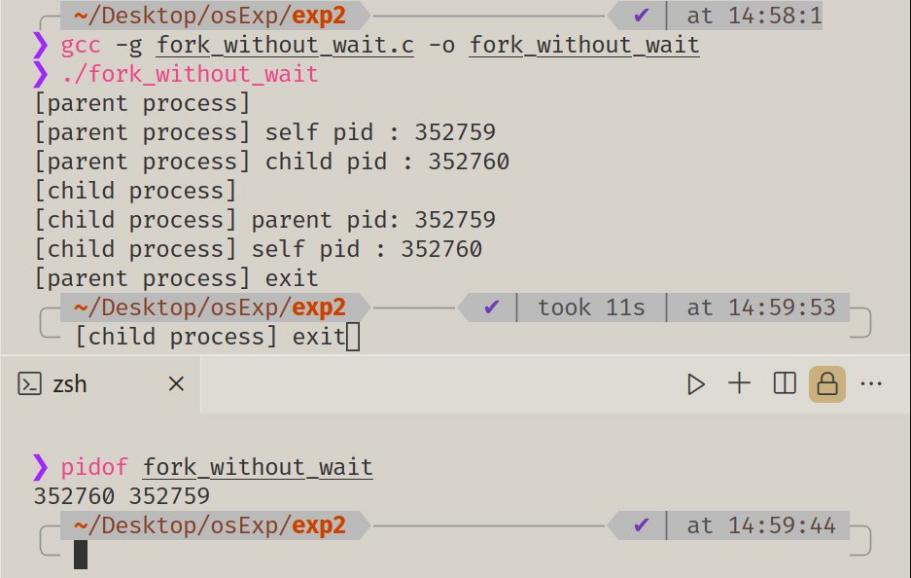 ~/Desktop/osExp/exp2 ✔ at 14:58:1
❯ gcc -g fork_without_wait.c -o fork_without_wait
❯ ./fork_without_wait
[parent process]
[parent process] self pid : 352759
[parent process] child pid : 352760
[child process]
[child process] parent pid: 352759
[child process] self pid : 352760
[parent process] exit
~/Desktop/osExp/exp2 ✔ took 11s at 14:59:53
[child process] exit
zsh
❯ pidof fork_without_wait
352760 352759
~/Desktop/osExp/exp2 ✔ at 14:59:44